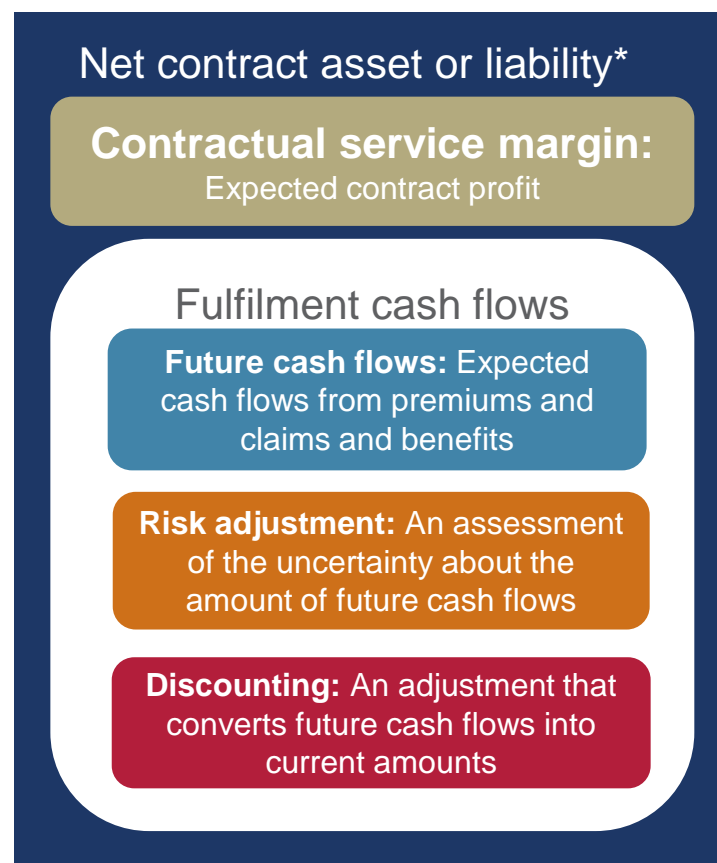 Net contract asset or liability*
Contractual service margin:
Expected contract profit
Fulfilment cash flows
Future cash flows: Expected
cash flows from premiums and
claims and benefits
Risk adjustment: An assessment
of the uncertainty about the
amount of future cash flows
Discounting: An adjustment that
converts future cash flows into
current amounts